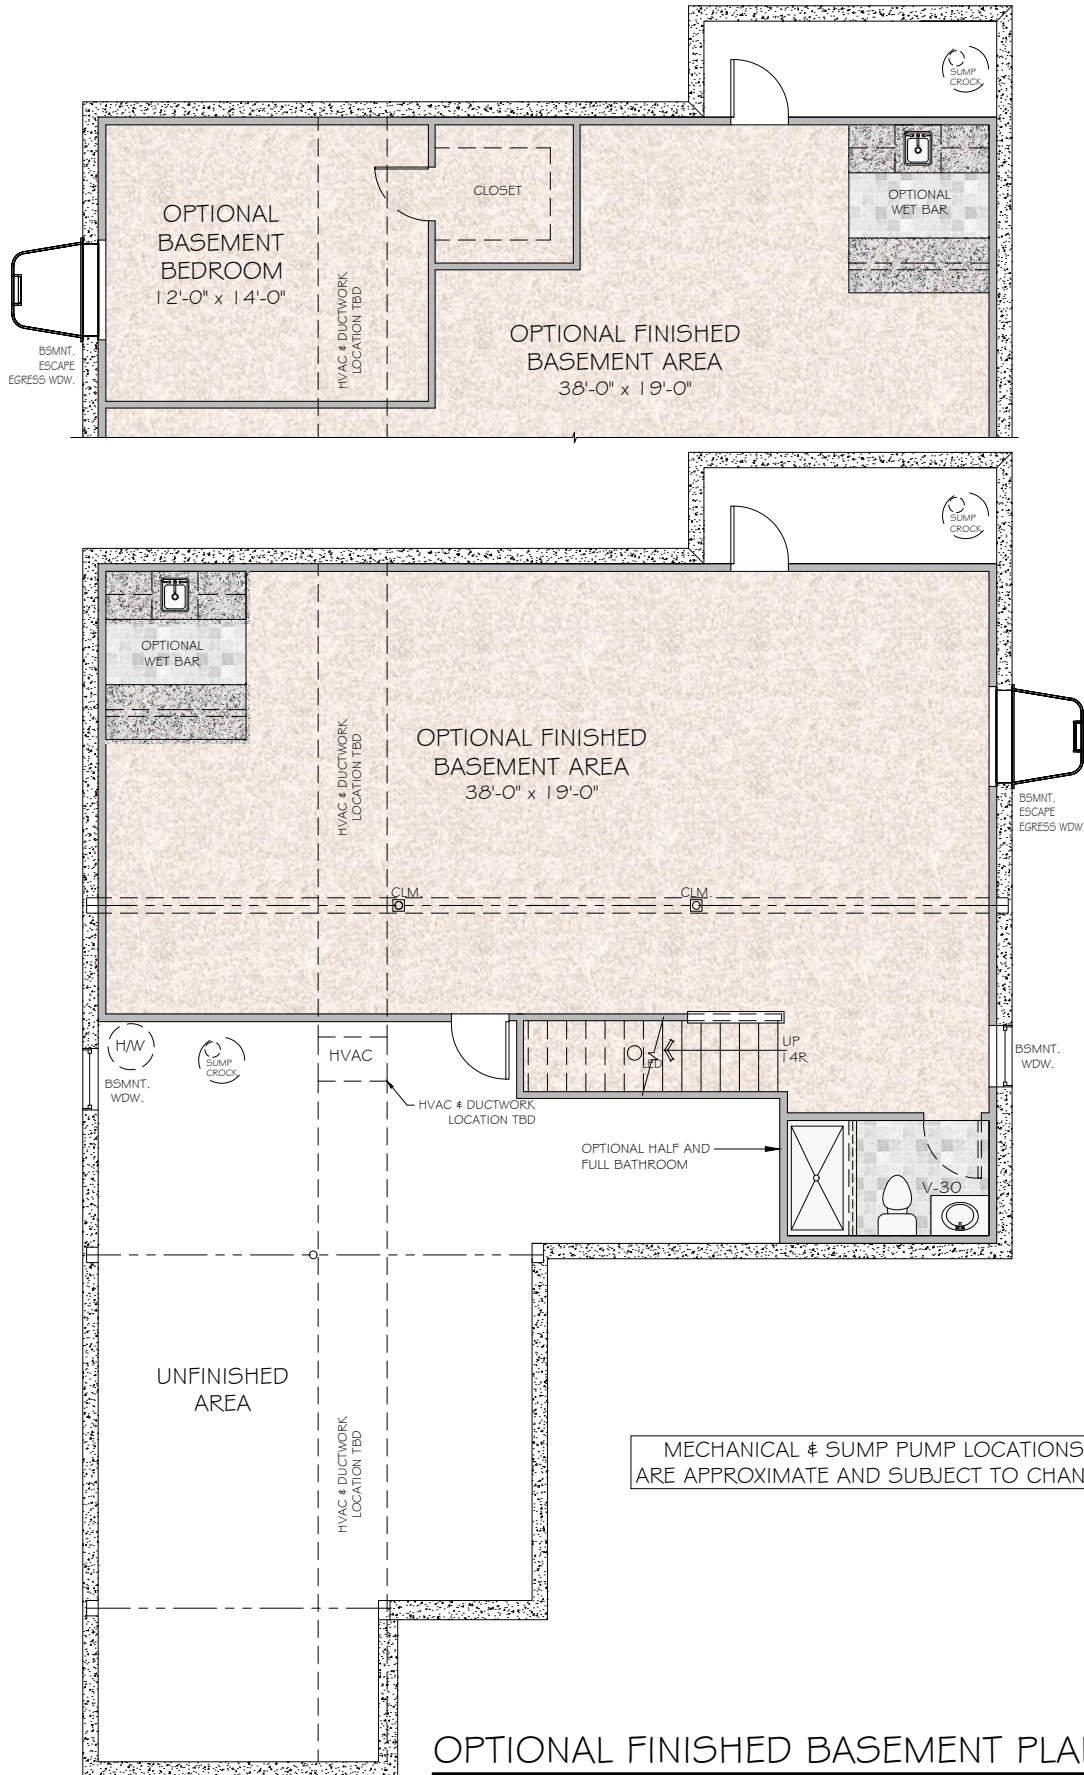 SUMP
CROCK
CLOSET
OPTIONAL
WET BAR
OPTIONAL
BASEMENT
BEDROOM
12'-0" x 14'-0"
HVAC & DUCTWORK
LOCATION TBD
BSMNT.
ESCAPE
EGRESS WDW.
OPTIONAL FINISHED
BASEMENT AREA
38'-0" x 19'-0"
SUMP
CROCK
OPTIONAL
WET BAR
HVAC & DUCTWORK
LOCATION TBD
OPTIONAL FINISHED
BASEMENT AREA
38'-0" x 19'-0"
BSMNT.
ESCAPE
EGRESS WDW.
CLM.
CLM.
H/W
SUMP
CROCK
HVAC
LED
UP
14R
BSMNT.
WDW.
BSMNT.
WDW.
HVAC & DUCTWORK
LOCATION TBD
OPTIONAL HALF AND
FULL BATHROOM
V-30
UNFINISHED
AREA
HVAC & DUCTWORK
LOCATION TBD
MECHANICAL & SUMP PUMP LOCATIONS
ARE APPROXIMATE AND SUBJECT TO CHAN
OPTIONAL FINISHED BASEMENT PLA